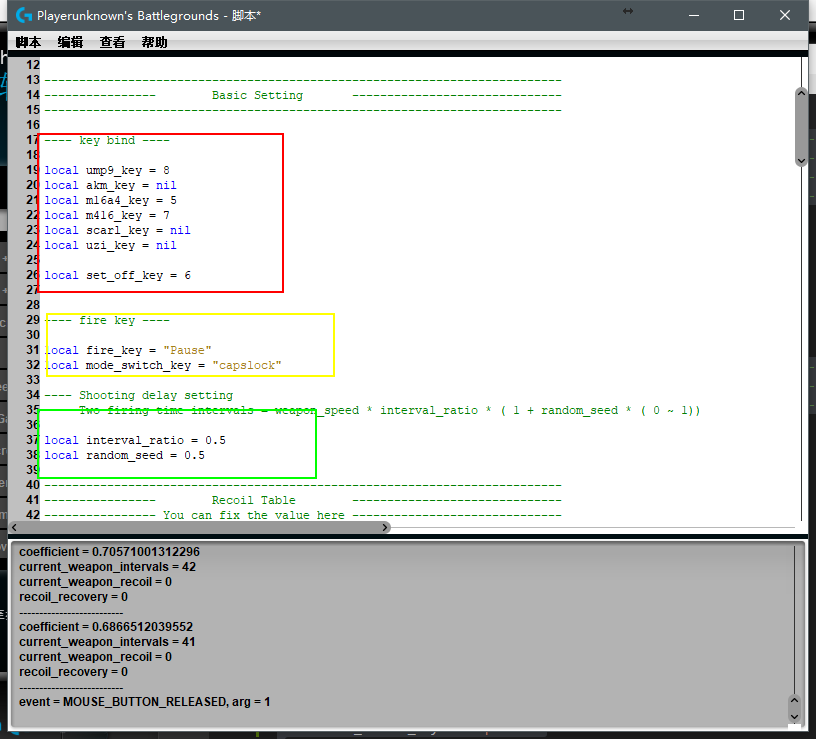 Playerunknown's Battlegrounds - 脚本*
脚本 编辑 查看 帮助
12
13 --------------------------------------------------------------------------
14 ---------------- Basic Setting ------------------------------
15 --------------------------------------------------------------------------
16
17 ---- key bind ----
18
19 local ump9_key = 8
20 local akm_key = nil
21 local m16a4_key = 5
22 local m416_key = 7
23 local scarl_key = nil
24 local uzi_key = nil
25
26 local set_off_key = 6
27
28
29 ---- fire key ----
30
31 local fire_key = "Pause"
32 local mode_switch_key = "capslock"
33
34 ---- Shooting delay setting
35 Two firing time intervals = weapon_speed * interval_ratio * ( 1 + random_seed * ( 0 ~ 1))
36
37 local interval_ratio = 0.5
38 local random_seed = 0.5
39
40 --------------------------------------------------------------------------
41 ---------------- Recoil Table ------------------------------
42 ---------------- You can fix the value here ------------------------------
coefficient = 0.70571001312296
current_weapon_intervals = 42
current_weapon_recoil = 0
recoil_recovery = 0
--------------------------
coefficient = 0.6866512039552
current_weapon_intervals = 41
current_weapon_recoil = 0
recoil_recovery = 0
--------------------------
event = MOUSE_BUTTON_RELEASED, arg = 1